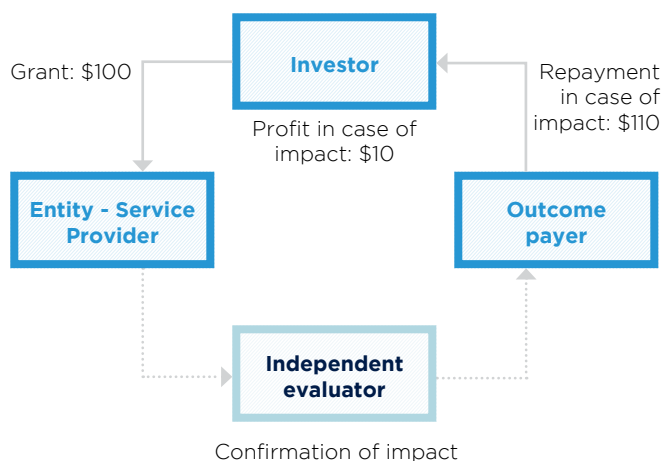 Grant: $100
Investor
Repayment
in case of
impact: $110
Profit in case of
impact: $10
Entity - Service
Provider
Outcome
payer
Independent
evaluator
Confirmation of impact